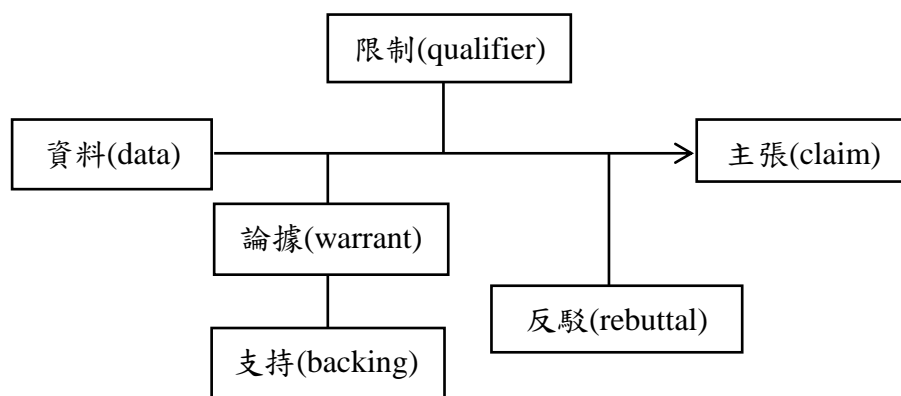 限制(qualifier)
資料(data)
主張(claim)
論據(warrant)
反駁(rebuttal)
支持(backing)